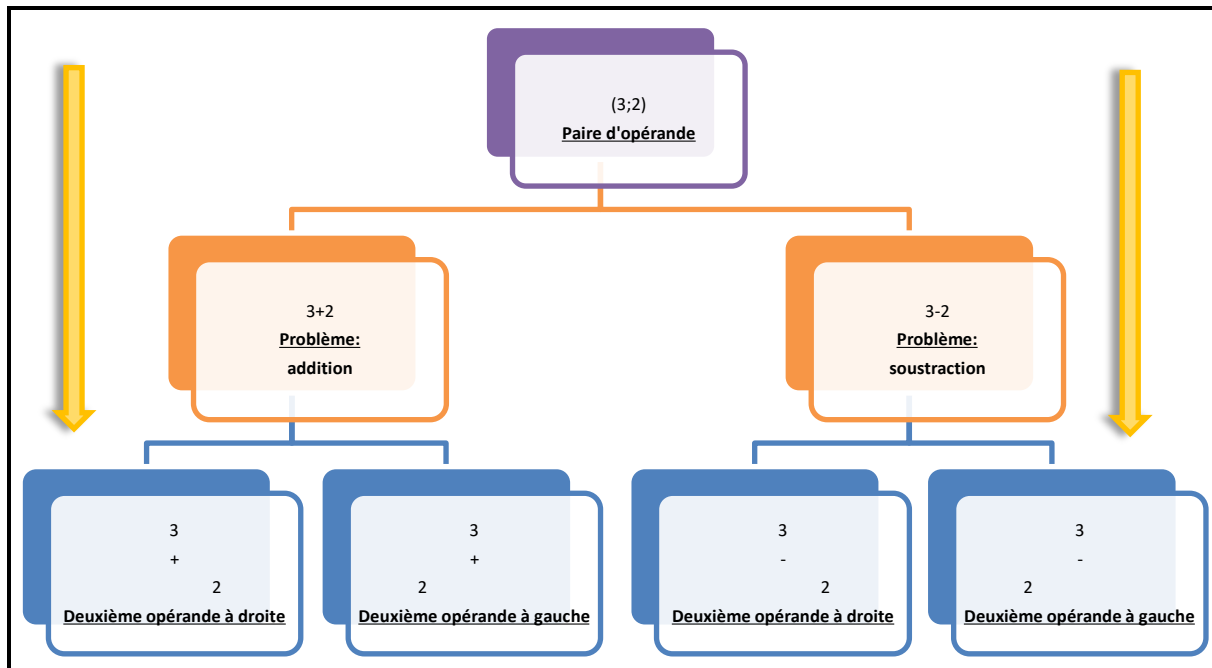 (3;2)
Paire d'opérande
3+2
Problème:
addition
3-2
Problème:
soustraction
3
+
2
Deuxième opérande à droite
3
+
2
Deuxième opérande à gauche
3
-
2
Deuxième opérande à droite
3
-
2
Deuxième opérande à gauche